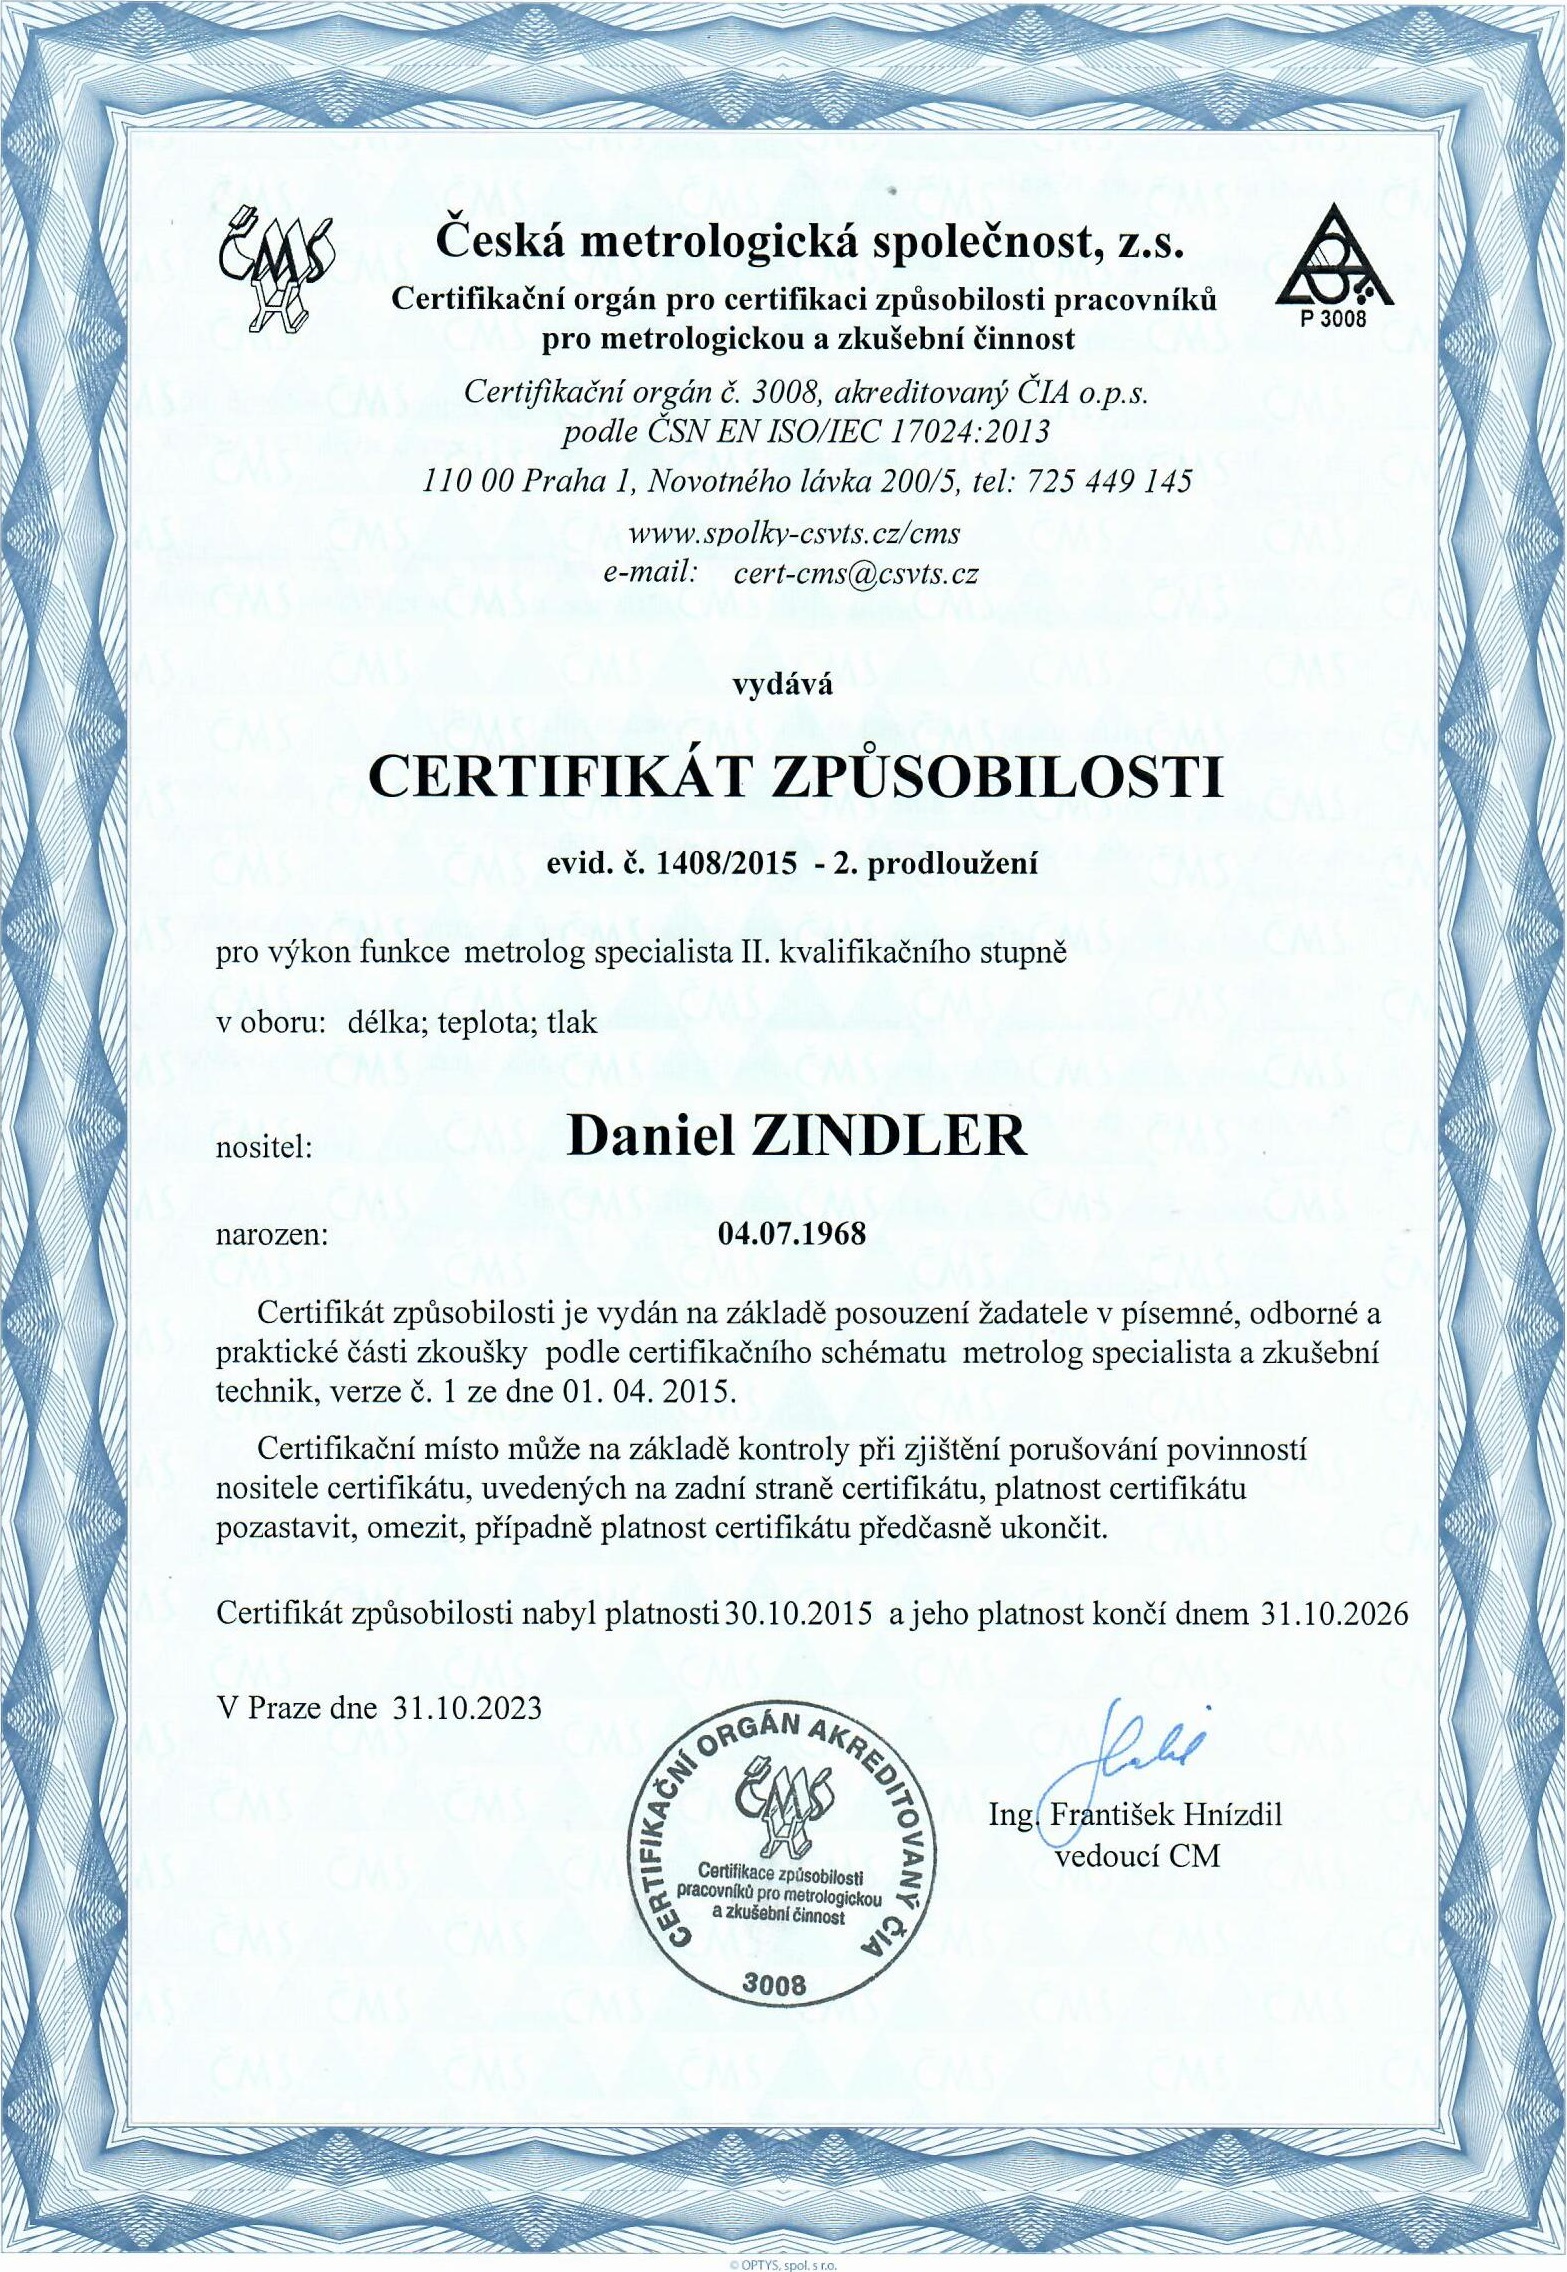 ČMS
Česká metrologická společnost, z.s.
Certifikační orgán pro certifikaci způsobilosti pracovníků
pro metrologickou a zkušební činnost
P 3008
Certifikační orgán č. 3008, akreditovaný ČIA o.p.s.
podle ČSN EN ISO/IEC 17024:2013
110 00 Praha 1, Novotného lávka 200/5, tel: 725 449 145
www.spolky-csvts.cz/cms
e-mail: cert-cms@csvts.cz
vydává
CERTIFIKÁT ZPŮSOBILOSTI
evid. č. 1408/2015 - 2. prodloužení
pro výkon funkce metrolog specialista II. kvalifikačního stupně
v oboru: délka; teplota; tlak
nositel: Daniel ZINDLER
narozen: 04.07.1968
Certifikát způsobilosti je vydán na základě posouzení žadatele v písemné, odborné a
praktické části zkoušky podle certifikačního schématu metrolog specialista a zkušební
technik, verze č. 1 ze dne 01. 04. 2015.
Certifikační místo může na základě kontroly při zjištění porušování povinností
nositele certifikátu, uvedených na zadní straně certifikátu, platnost certifikátu
pozastavit, omezit, případně platnost certifikátu předčasně ukončit.
Certifikát způsobilosti nabyl platnosti 30.10.2015 a jeho platnost končí dnem 31.10.2026
V Praze dne 31.10.2023
CERTIFIKAČNÍ ORGÁN AKREDITOVANÝ ČIA
ČMS
Certifikace způsobilosti
pracovníků pro metrologickou
a zkušební činnost
3008
Ing. František Hnízdil
vedoucí CM
© OPTYS, spol. s r.o.